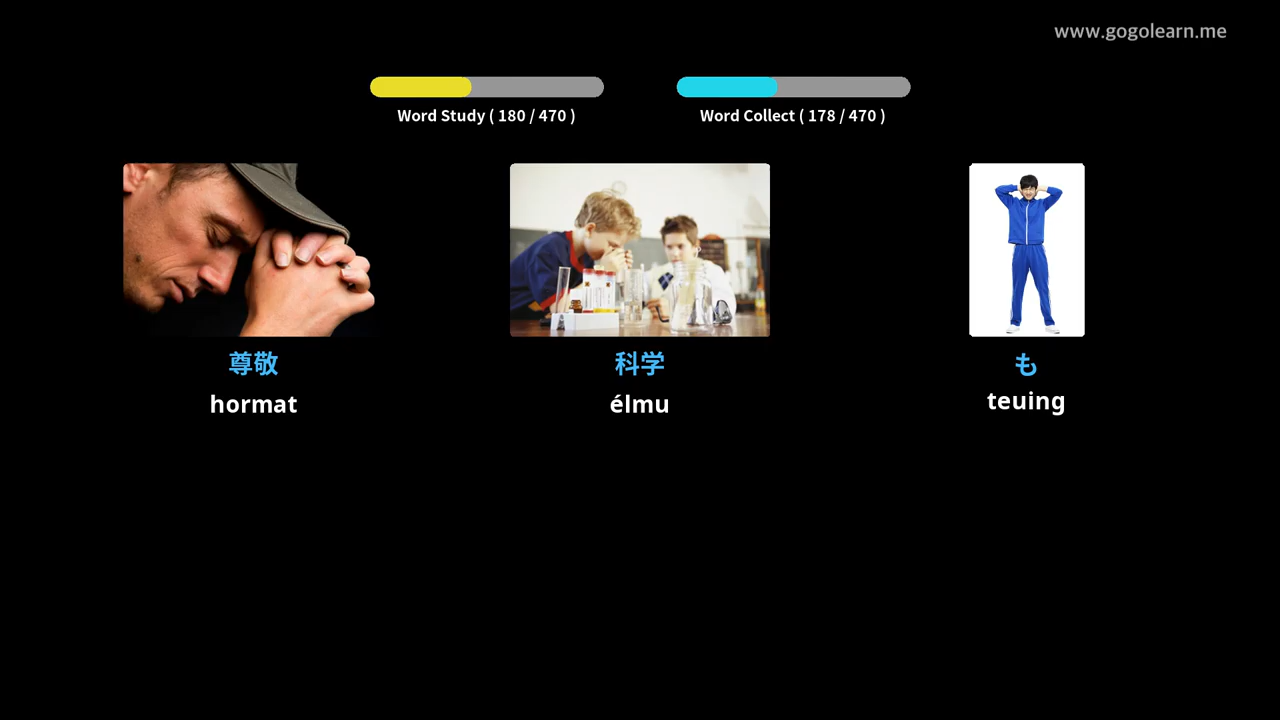 www.gogolearn.me
Word Study ( 180 / 470 )
Word Collect ( 178 / 470 )
尊敬
科学
も
hormat
élmu
teuing